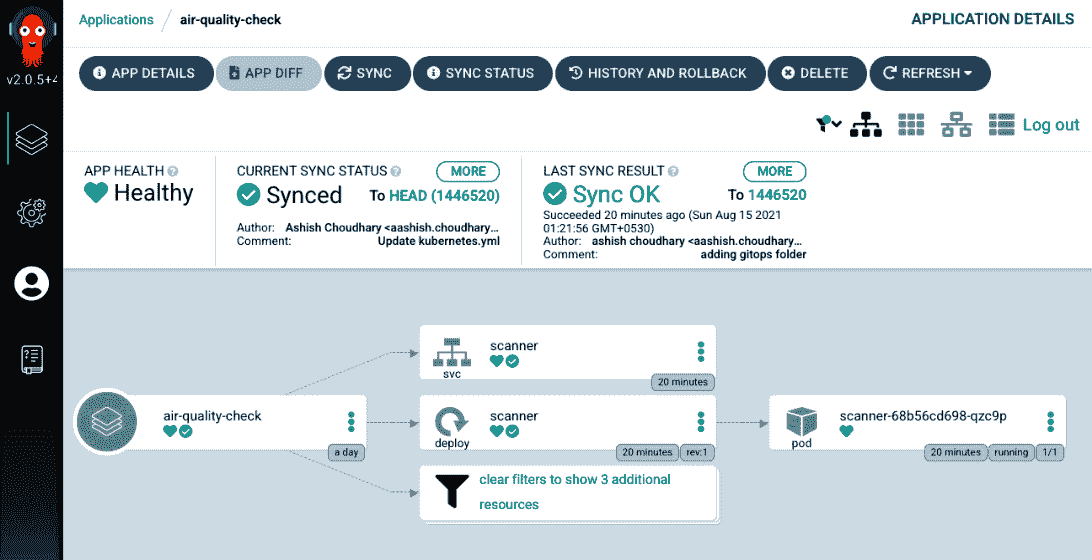 Applications / air-quality-check
APPLICATION DETAILS
v2.0.5+4
APP DETAILS
APP DIFF
SYNC
SYNC STATUS
HISTORY AND ROLLBACK
DELETE
REFRESH
Log out
APP HEALTH
Healthy
CURRENT SYNC STATUS
MORE
Synced
To HEAD (1446520)
Author: Ashish Choudhary <aashish.choudhary...
Comment: Update kubernetes.yml
LAST SYNC RESULT
MORE
Sync OK
To 1446520
Succeeded 20 minutes ago (Sun Aug 15 2021
01:21:56 GMT+0530)
Author: ashish choudhary <aashish.choudhary...
Comment: adding gitops folder
air-quality-check
a day
scanner
svc
20 minutes
scanner
deploy
20 minutes
rev:1
clear filters to show 3 additional
resources
scanner-68b56cd698-qzc9p
pod
20 minutes
running
1/1